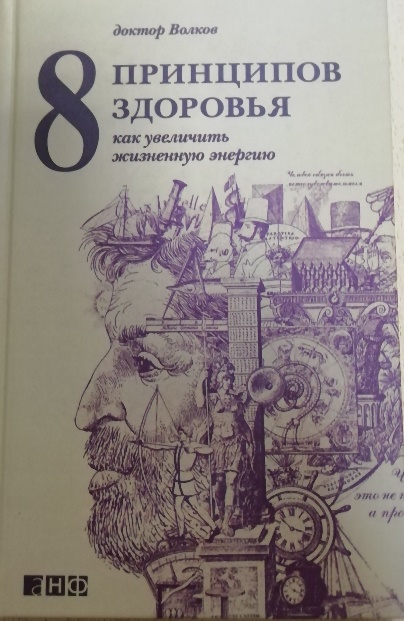 доктор Волков
8 ПРИНЦИПОВ
ЗДОРОВЬЯ
как увеличить
жизненную энергию
это не
а про
анф